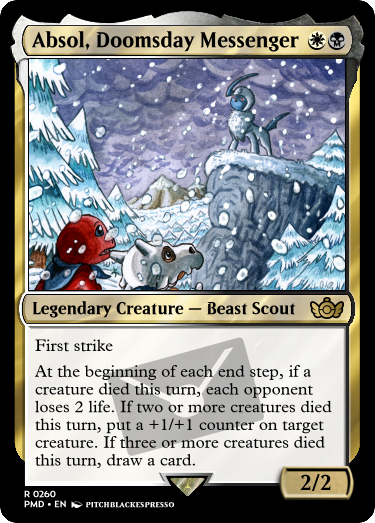 Absol, Doomsday Messenger
Legendary Creature — Beast Scout
First strike
At the beginning of each end step, if a
creature died this turn, each opponent
loses 2 life. If two or more creatures died
this turn, put a +1/+1 counter on target
creature. If three or more creatures died
this turn, draw a card.
2/2
R 0260
PMD • EN PITCHBLACKESPRESSO